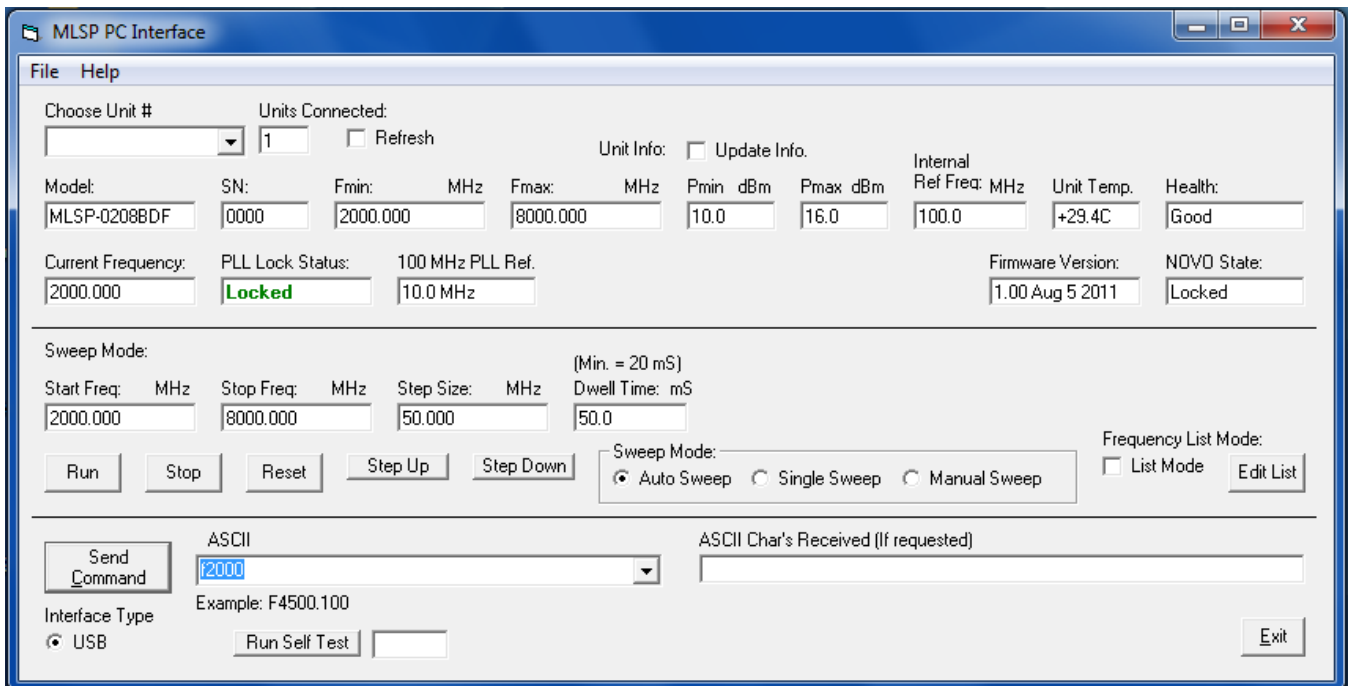 MLSP PC Interface
File Help
Choose Unit # Units Connected:
1 Refresh
Unit Info: Update Info.
Internal
Model: SN: Fmin: MHz Fmax: MHz Pmin dBm Pmax dBm Ref Freq: MHz Unit Temp. Health:
MLSP-0208BDF 0000 2000.000 8000.000 10.0 16.0 100.0 +29.4C Good
Current Frequency: PLL Lock Status: 100 MHz PLL Ref. Firmware Version: NOVO State:
2000.000 Locked 10.0 MHz 1.00 Aug 5 2011 Locked
Sweep Mode:
(Min. = 20 mS)
Start Freq: MHz Stop Freq: MHz Step Size: MHz Dwell Time: mS
2000.000 8000.000 50.000 50.0
Frequency List Mode:
Run Stop Reset Step Up Step Down Sweep Mode: Auto Sweep Single Sweep Manual Sweep List Mode Edit List
ASCII ASCII Char's Received (If requested)
Send
Command
f2000
Example: F4500.100
Interface Type
USB Run Self Test Exit